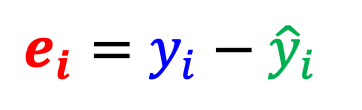 eᵢ = yᵢ − ŷᵢ